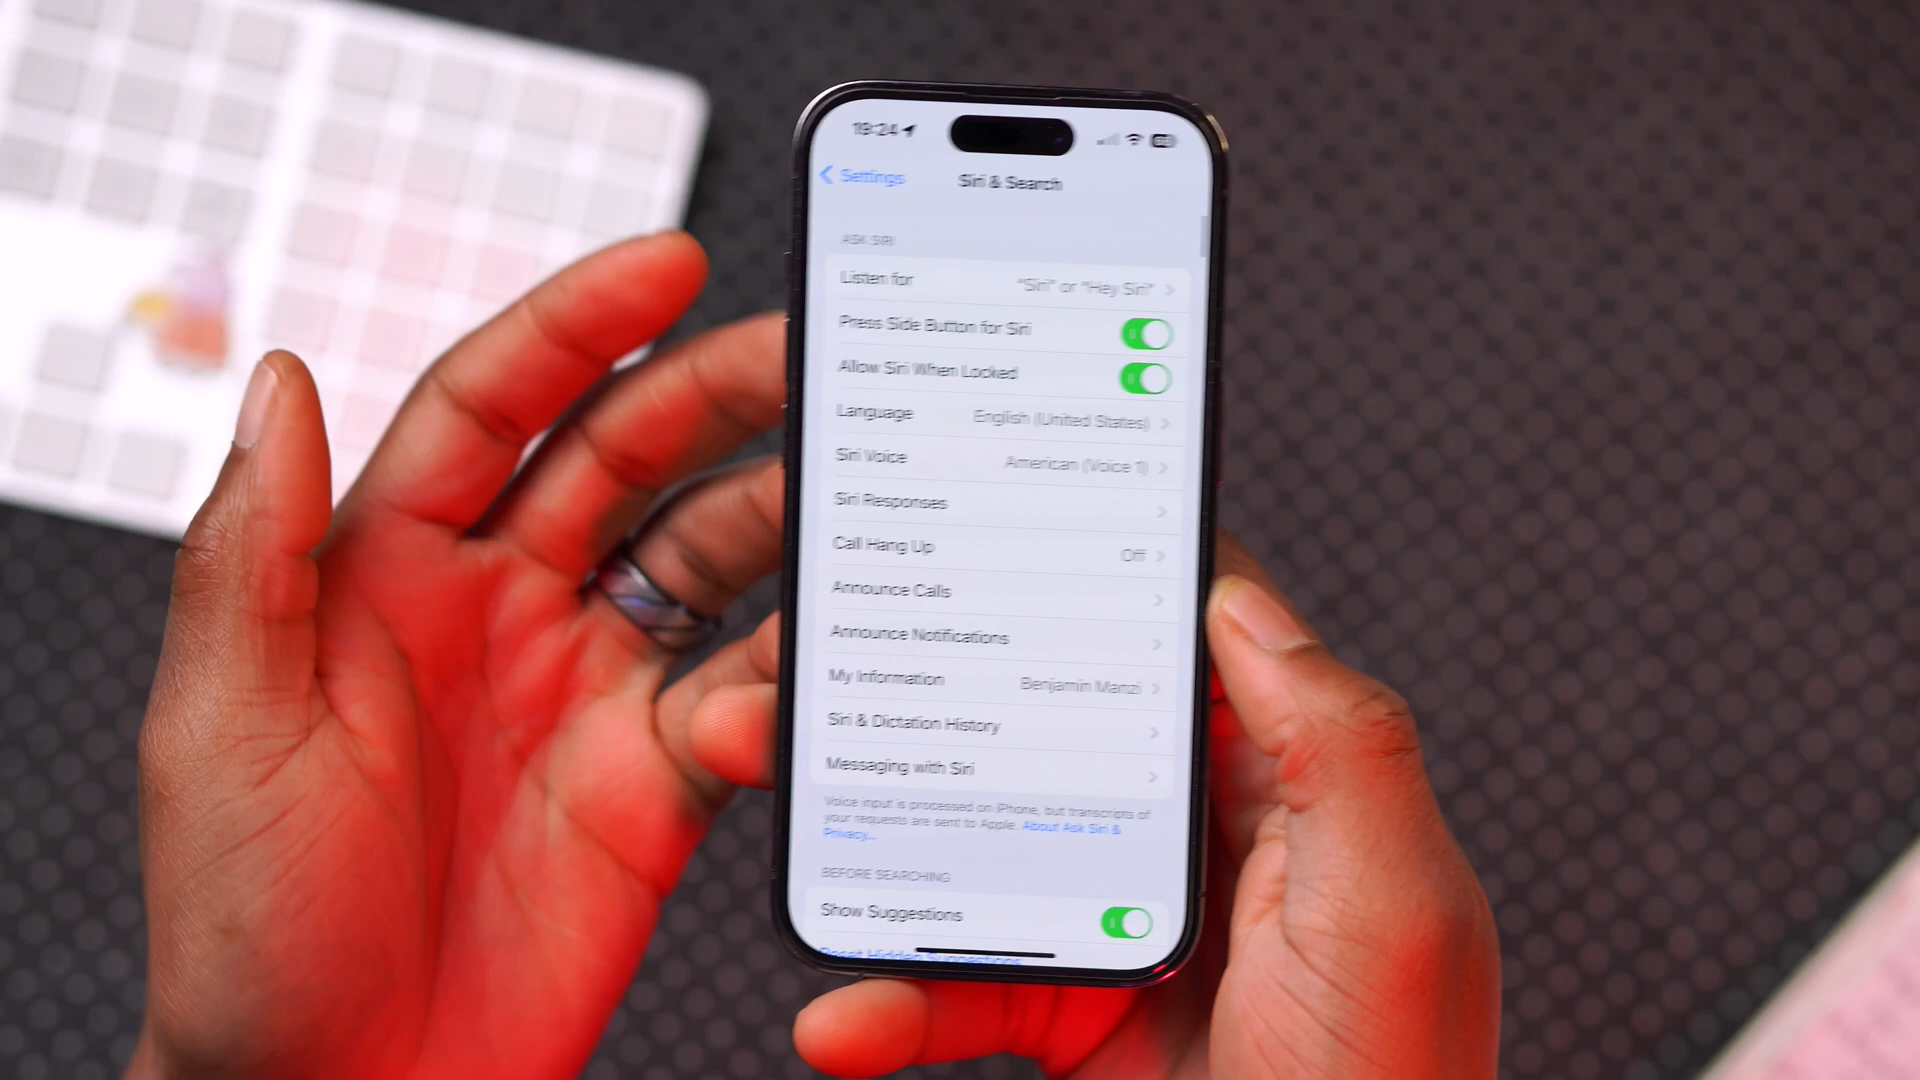 19:24
Settings
Siri & Search
ASK SIRI
Listen for "Siri" or "Hey Siri"
Press Side Button for Siri
Allow Siri When Locked
Language English (United States)
Siri Voice American (Voice 1)
Siri Responses
Call Hang Up Off
Announce Calls
Announce Notifications
My Information Benjamin Manzi
Siri & Dictation History
Messaging with Siri
Voice input is processed on iPhone, but transcripts of
your requests are sent to Apple. About Ask Siri &
Privacy...
BEFORE SEARCHING
Show Suggestions
Reset Hidden Suggestions